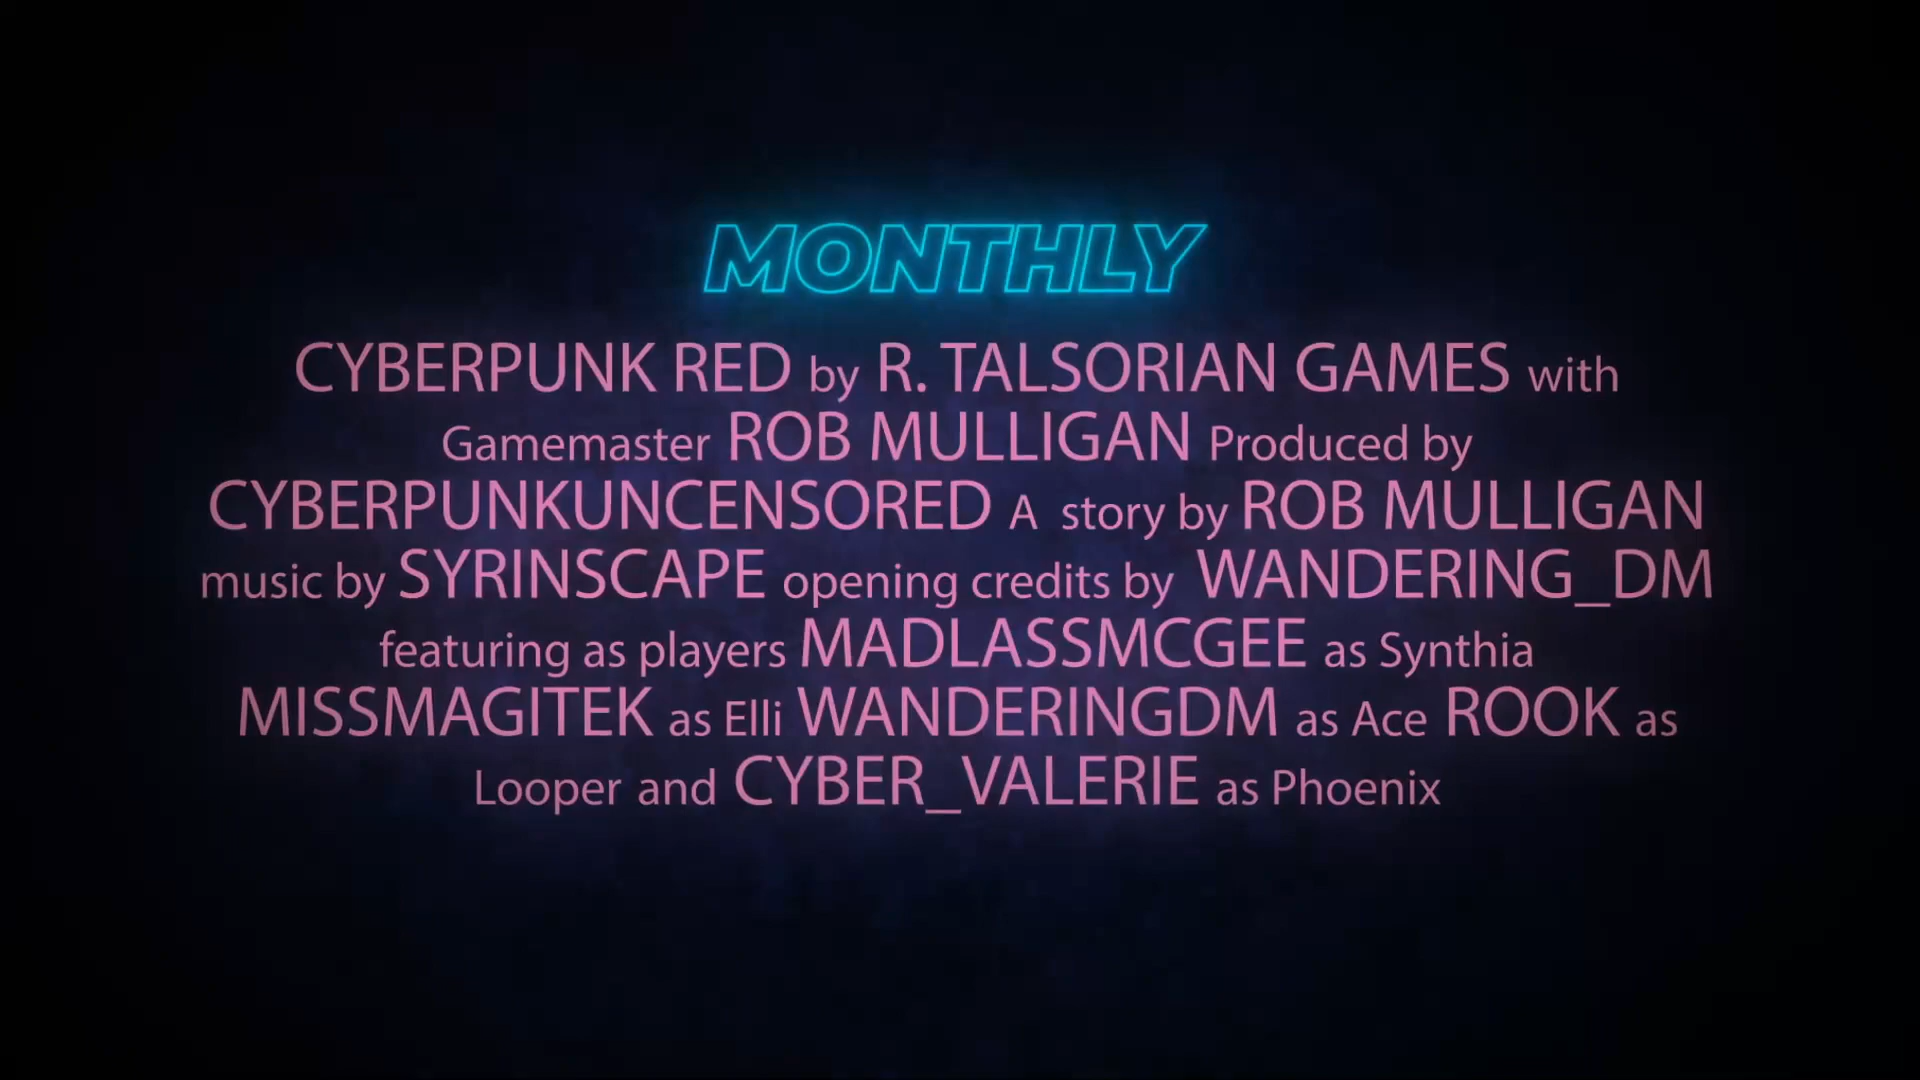 MONTHLY
CYBERPUNK RED by R. TALSORIAN GAMES with
Gamemaster ROB MULLIGAN Produced by
CYBERPUNKUNCENSORED A story by ROB MULLIGAN
music by SYRINSCAPE opening credits by WANDERING_DM
featuring as players MADLASSMCGEE as Synthia
MISSMAGITEK as Elli WANDERINGDM as Ace ROOK as
Looper and CYBER_VALERIE as Phoenix